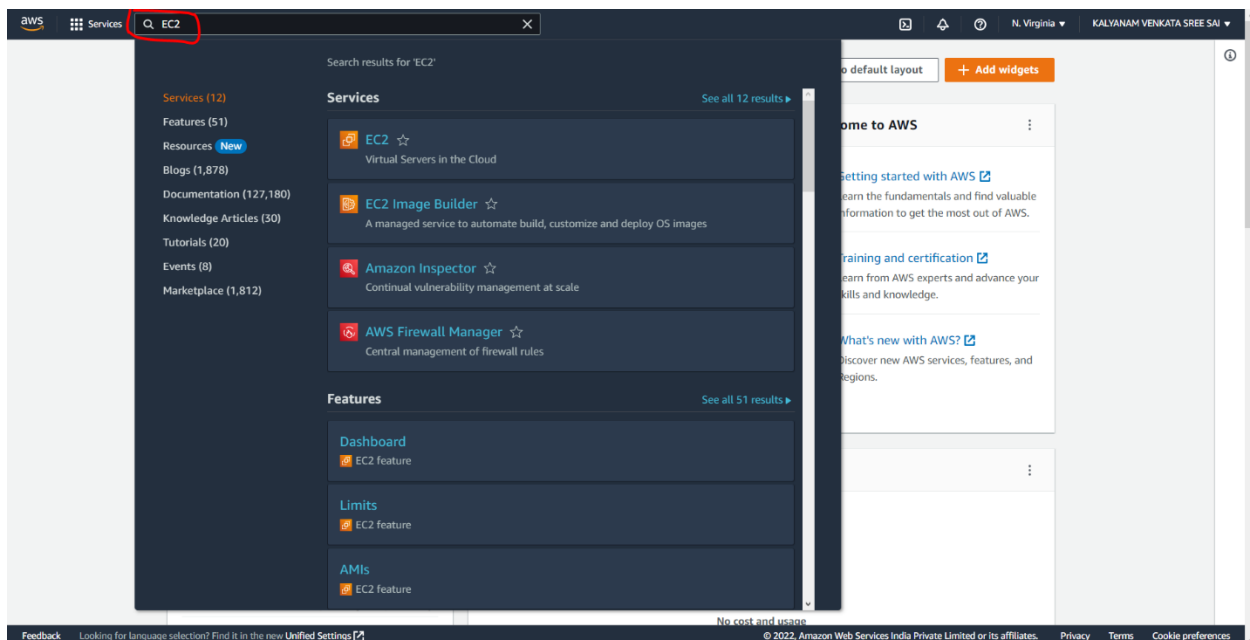 aws
Services
EC2
N. Virginia
KALYANAM VENKATA SREE SAI
Search results for 'EC2'
Services (12)
Features (51)
Resources New
Blogs (1,878)
Documentation (127,180)
Knowledge Articles (30)
Tutorials (20)
Events (8)
Marketplace (1,812)
Services
See all 12 results
EC2
Virtual Servers in the Cloud
EC2 Image Builder
A managed service to automate build, customize and deploy OS images
Amazon Inspector
Continual vulnerability management at scale
AWS Firewall Manager
Central management of firewall rules
Features
See all 51 results
Dashboard
EC2 feature
Limits
EC2 feature
AMIs
EC2 feature
o default layout
+ Add widgets
ome to AWS
Getting started with AWS
earn the fundamentals and find valuable
nformation to get the most out of AWS.
Training and certification
earn from AWS experts and advance your
kills and knowledge.
What's new with AWS?
Discover new AWS services, features, and
Regions.
No cost and usage
Feedback
Looking for language selection? Find it in the new Unified Settings
© 2022, Amazon Web Services India Private Limited or its affiliates.
Privacy
Terms
Cookie preferences